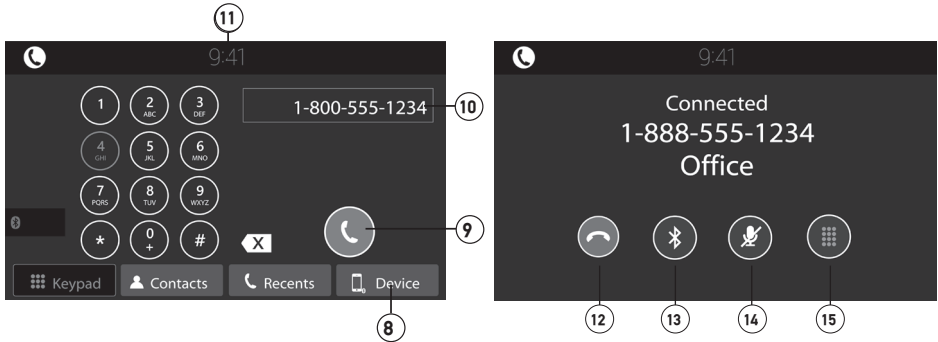 11
9:41
1
2 ABC
3 DEF
1-800-555-1234
10
4 GHI
5 JKL
6 MNO
7 PQRS
8 TUV
9 WXYZ
9
*
0 +
#
X
Keypad
Contacts
Recents
Device
8
9:41
Connected
1-888-555-1234
Office
12
13
14
15